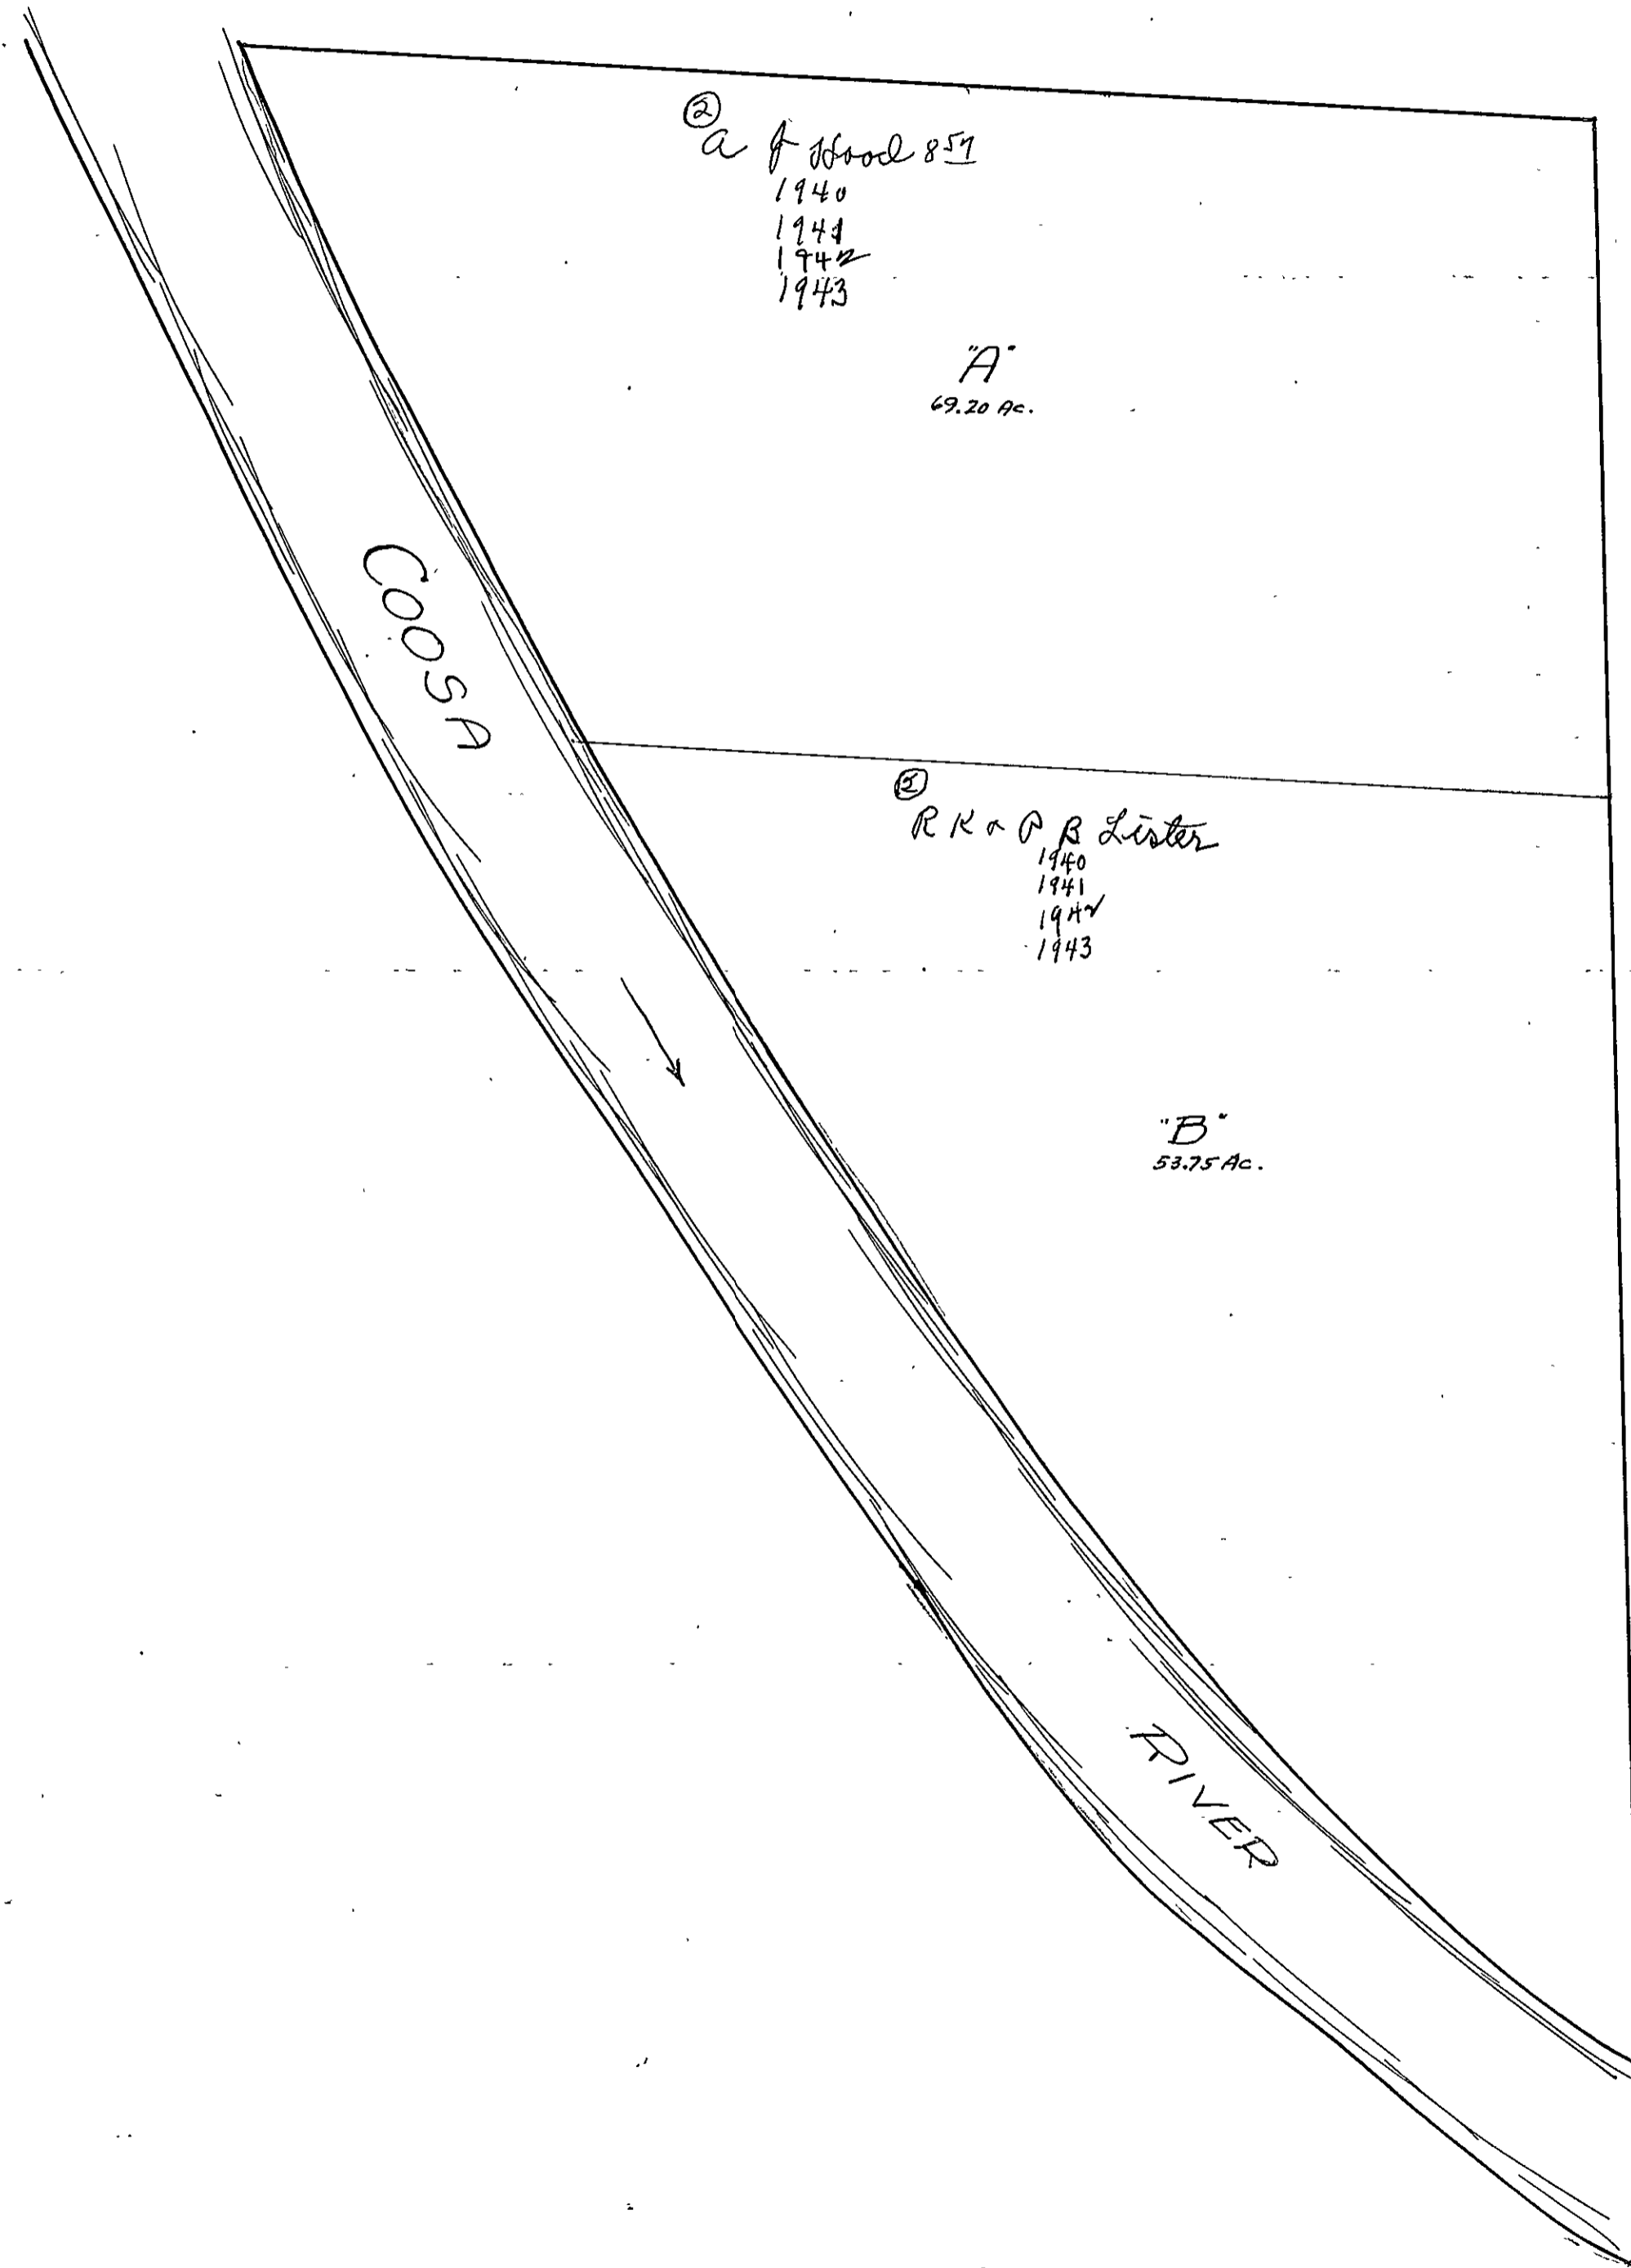 ②
a J Hood 857
1940
1941
1942
1943
"A"
69.20 Ac.
COOSA
②
R K & P B Lister
1940
1941
1942
1943
"B"
53.75 Ac.
RIVER